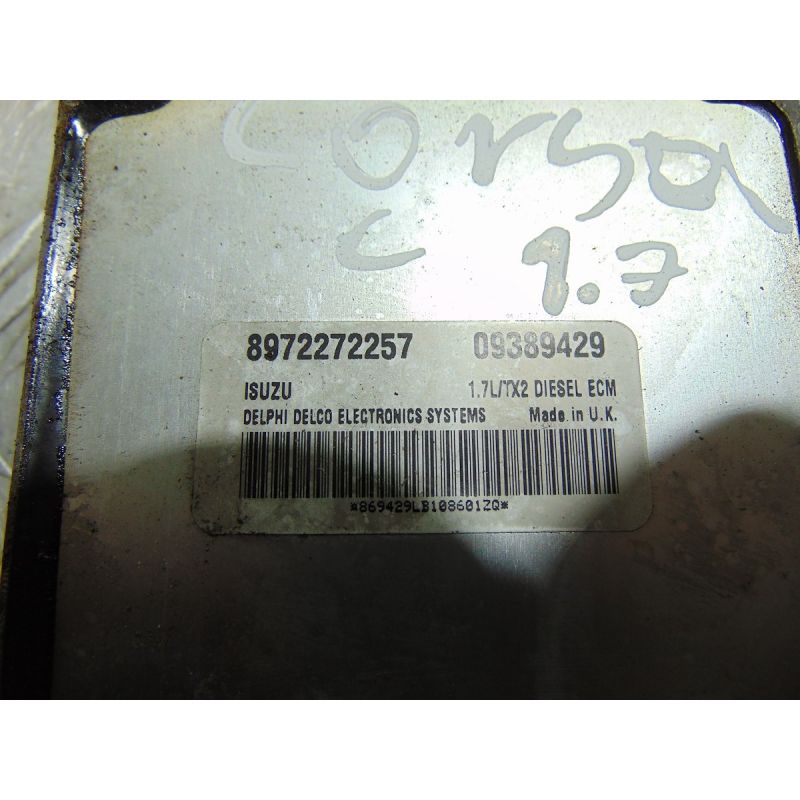 corsa
c 1.7
8972272257 09389429
ISUZU 1.7L/TX2 DIESEL ECM
DELPHI DELCO ELECTRONICS SYSTEMS Made in U.K.
*869429LB108601ZQ*